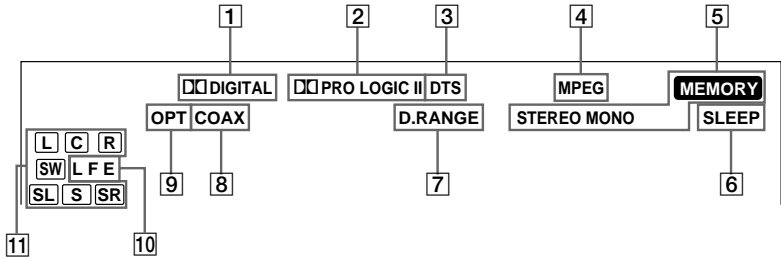 1 2 3 4 5
DIGITAL PRO LOGIC II DTS MPEG MEMORY
OPT COAX D.RANGE STEREO MONO SLEEP
L C R
SW L F E
9 8 7 6
SL S SR
11 10